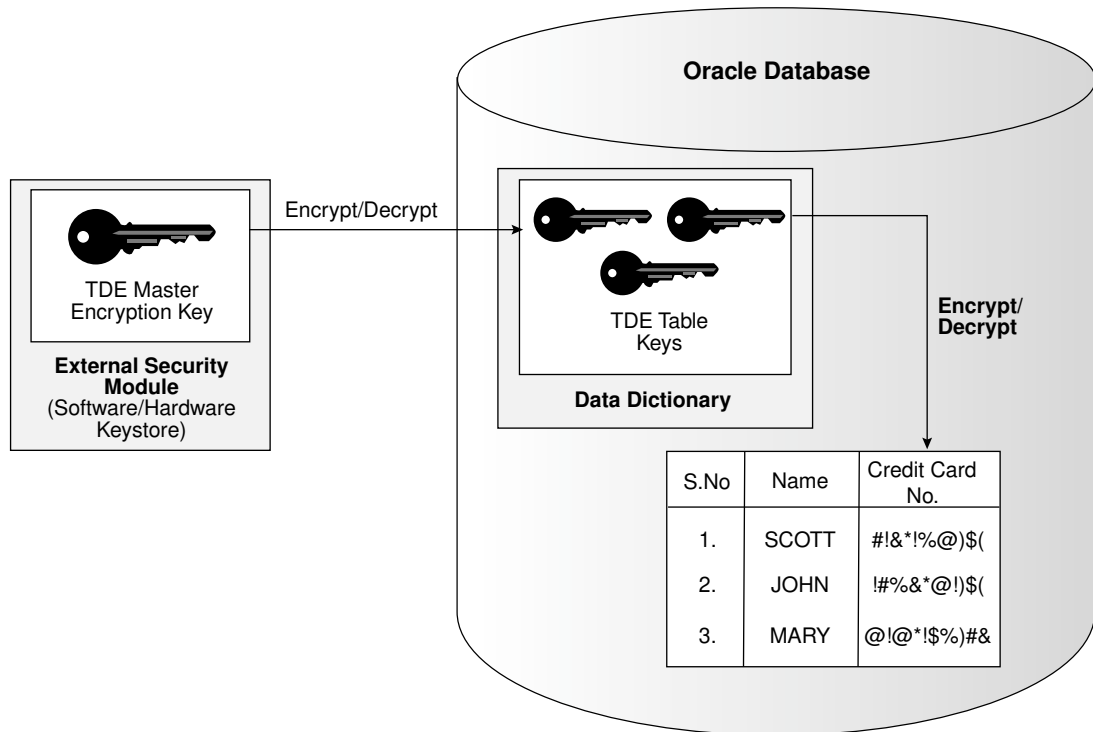 Oracle Database
Encrypt/Decrypt
TDE Master
Encryption Key
External Security
Module
(Software/Hardware
Keystore)
TDE Table
Keys
Data Dictionary
Encrypt/
Decrypt
S.No Name Credit Card
No.
1. SCOTT #!&*!%@)$(
2. JOHN !#%&*@!)$(
3. MARY @!@*!$%)#&